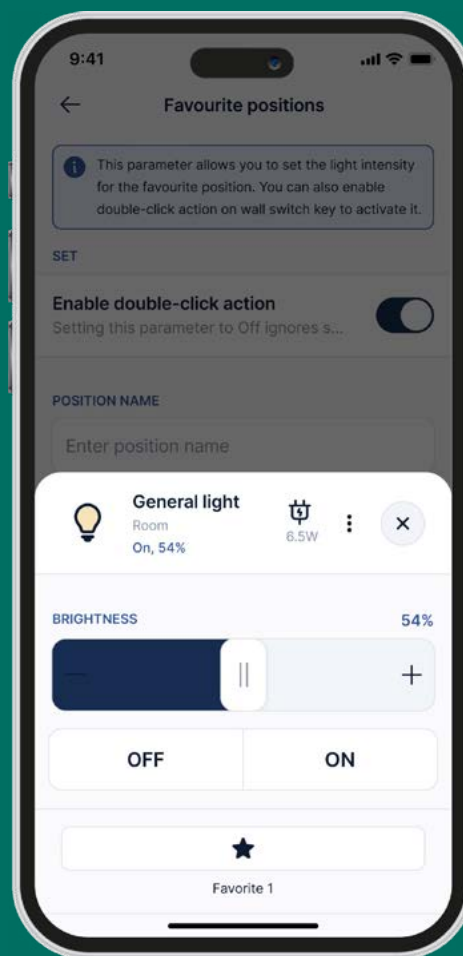 9:41
Favourite positions
This parameter allows you to set the light intensity
for the favourite position. You can also enable
double-click action on wall switch key to activate it.
SET
Enable double-click action
Setting this parameter to Off ignores s...
POSITION NAME
Enter position name
General light
Room
On, 54%
6.5W
BRIGHTNESS
54%
OFF
ON
Favorite 1